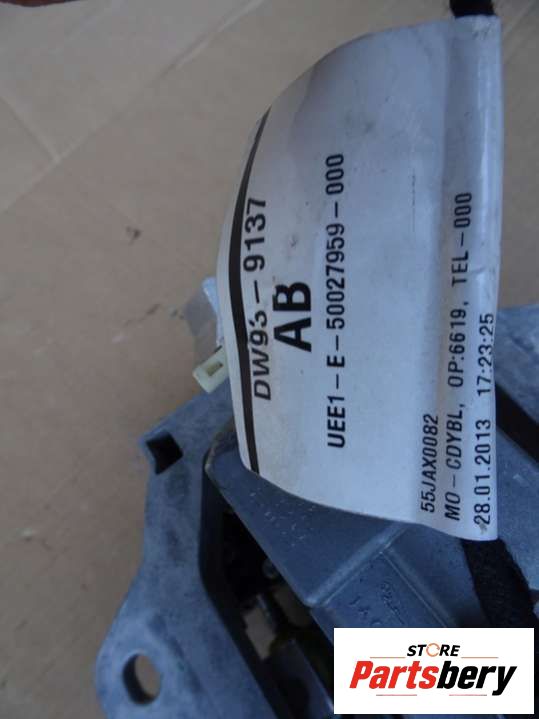 DW93-9137
AB
UEE1-E-50027959-000
55JAX0082
MO-CDYBL, OP:6619, TEL-000
28.01.2013 17:23:25
STORE
Partsbery